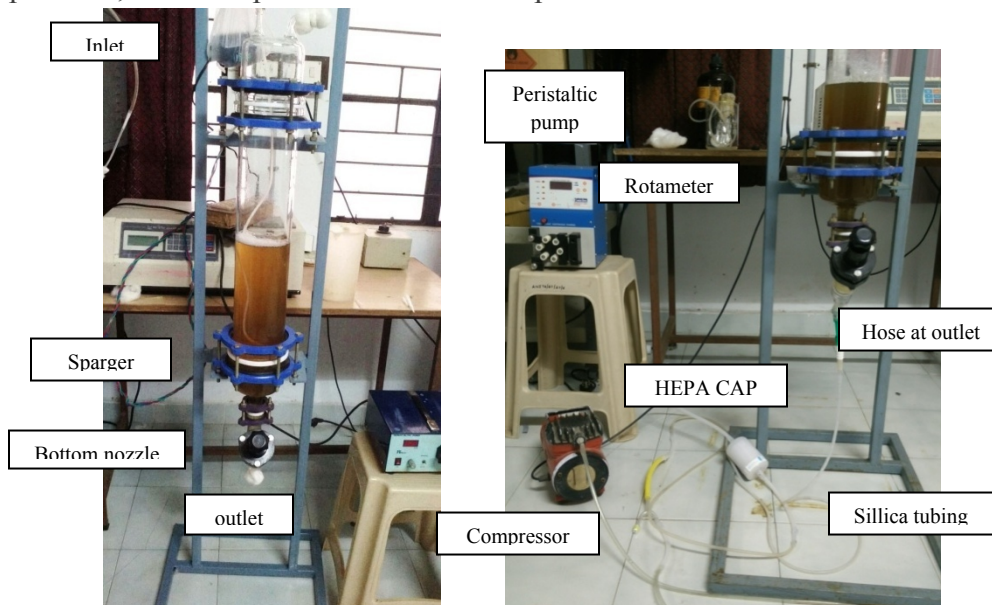 Inlet
Sparger
Bottom nozzle
outlet
Peristaltic
pump
Rotameter
Hose at outlet
HEPA CAP
Compressor
Sillica tubing